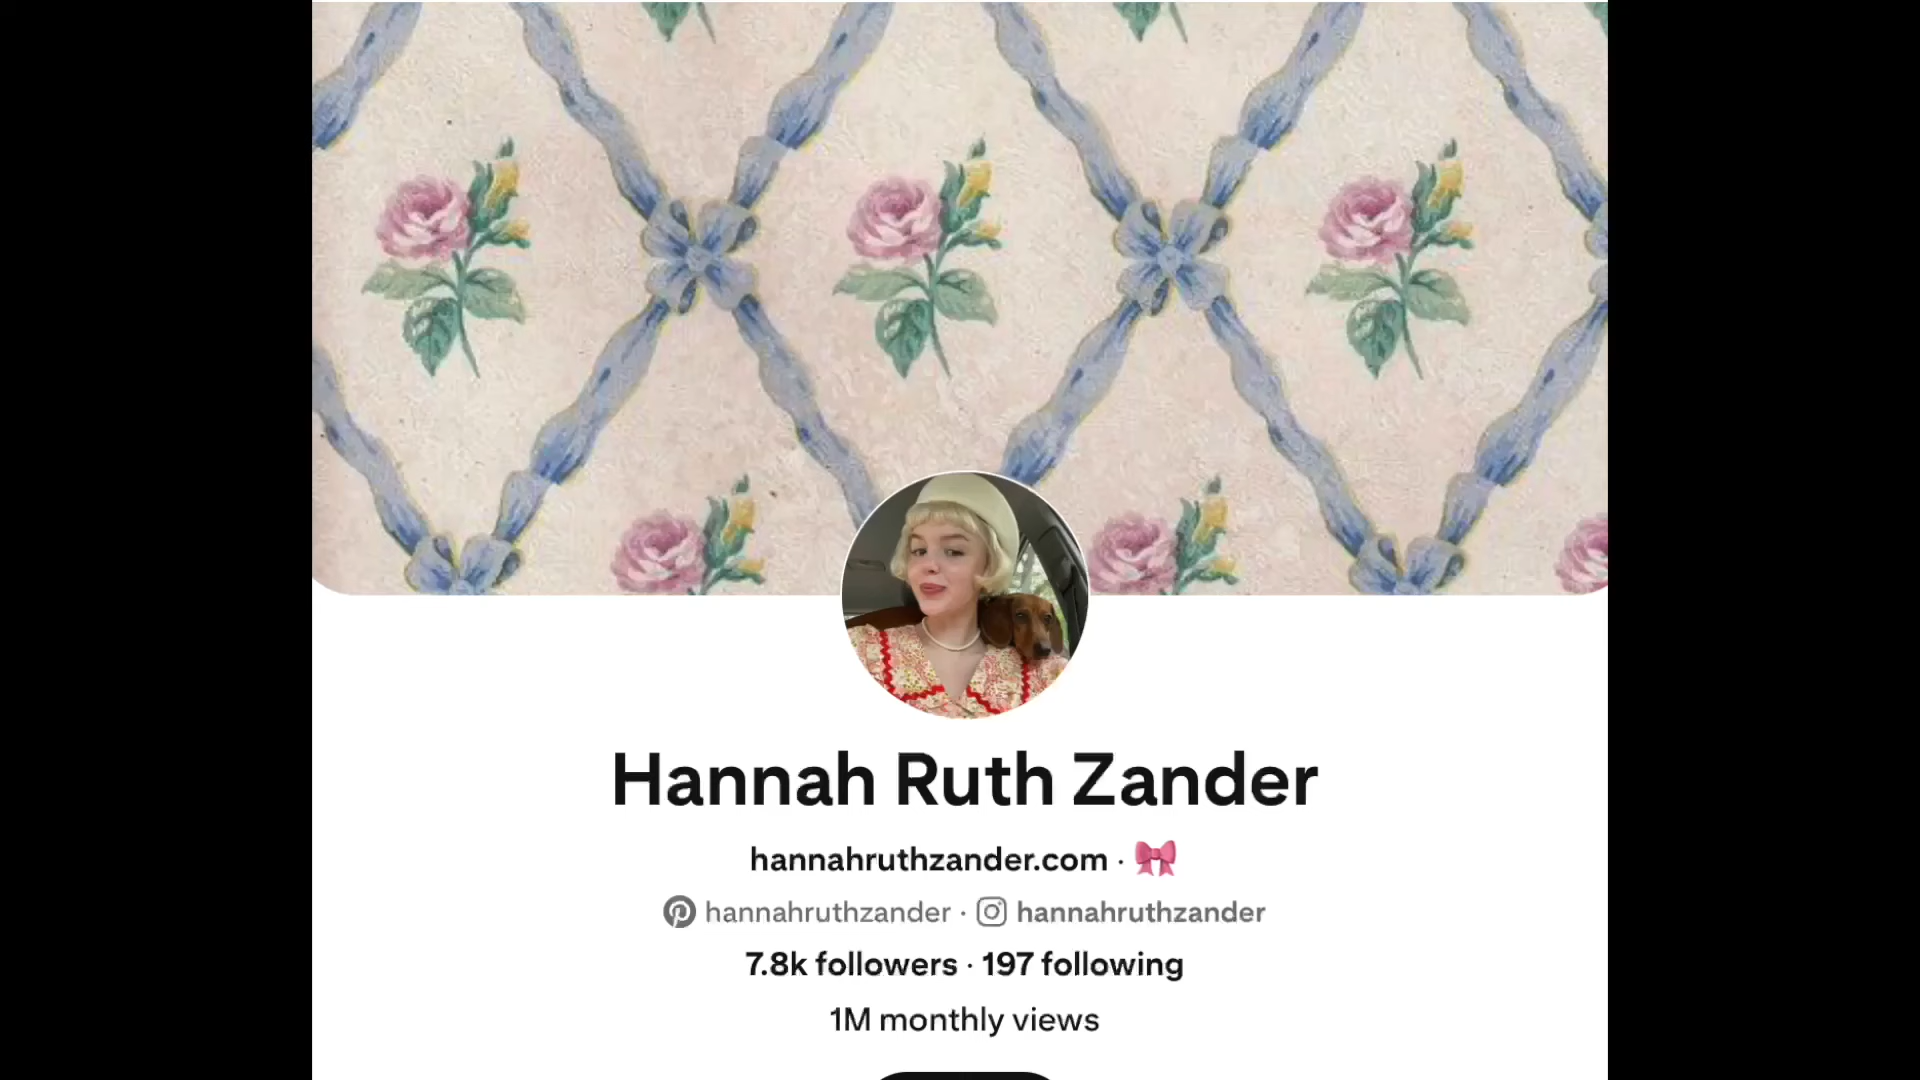 Hannah Ruth Zander
hannahruthzander.com · 🎀
hannahruthzander · hannahruthzander
7.8k followers · 197 following
1M monthly views